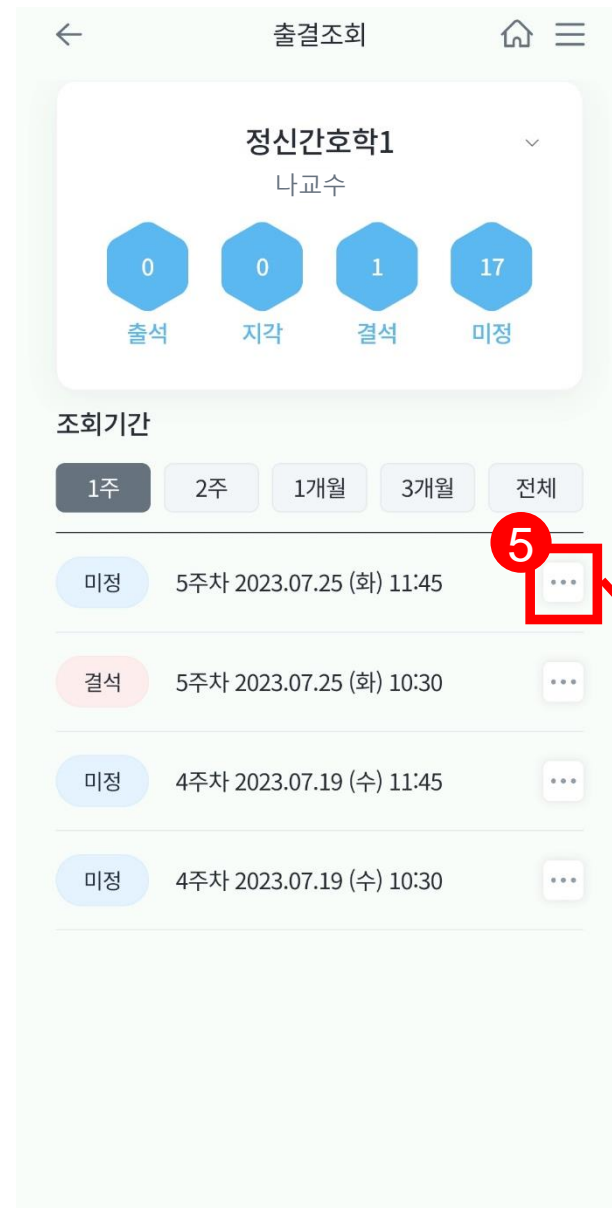 출결조회
정신간호학1
나교수
0 0 1 17
출석 지각 결석 미정
조회기간
1주 2주 1개월 3개월 전체
5
미정 5주차 2023.07.25 (화) 11:45
결석 5주차 2023.07.25 (화) 10:30
미정 4주차 2023.07.19 (수) 11:45
미정 4주차 2023.07.19 (수) 10:30